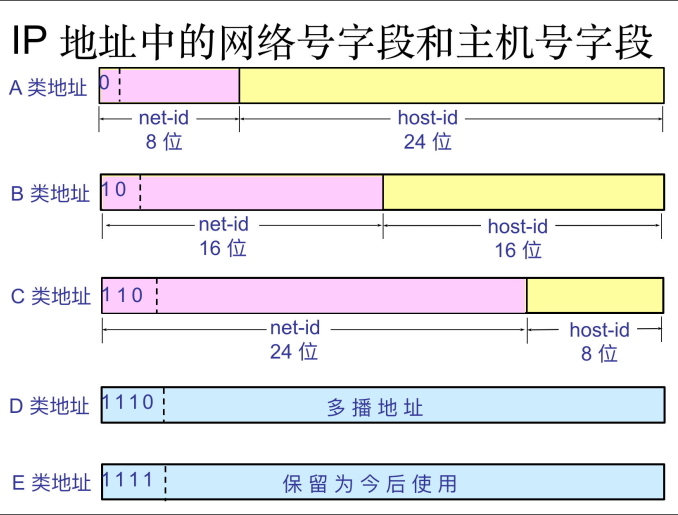 IP 地址中的网络号字段和主机号字段
A 类地址
0
net-id
8 位
host-id
24 位
B 类地址
1 0
net-id
16 位
host-id
16 位
C 类地址
1 1 0
net-id
24 位
host-id
8 位
D 类地址
1 1 1 0
多 播 地 址
E 类地址
1 1 1 1
保 留 为 今 后 使 用